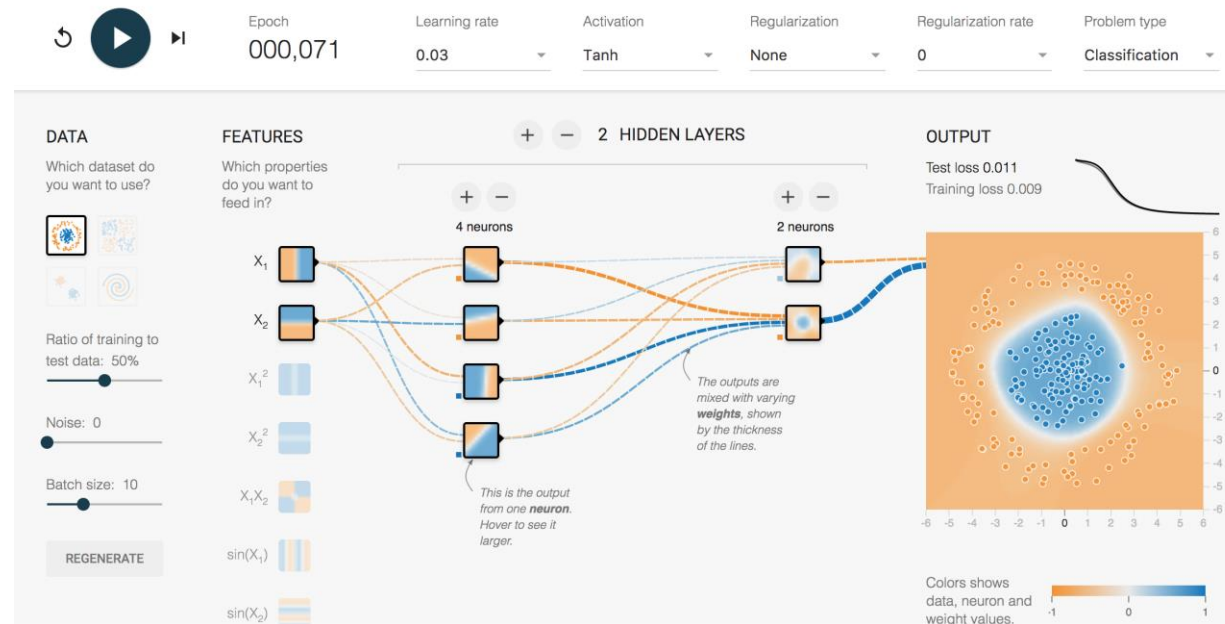 Epoch
000,071
Learning rate
0.03
Activation
Tanh
Regularization
None
Regularization rate
0
Problem type
Classification
DATA
Which dataset do
you want to use?
Ratio of training to
test data: 50%
Noise: 0
Batch size: 10
REGENERATE
FEATURES
Which properties
do you want to
feed in?
X₁
X₂
X₁²
X₂²
X₁X₂
sin(X₁)
sin(X₂)
+ − 2 HIDDEN LAYERS
+ −
4 neurons
+ −
2 neurons
The outputs are
mixed with varying
weights, shown
by the thickness
of the lines.
This is the output
from one neuron.
Hover to see it
larger.
OUTPUT
Test loss 0.011
Training loss 0.009
6
5
4
3
2
1
0
-1
-2
-3
-4
-5
-6
-6 -5 -4 -3 -2 -1 0 1 2 3 4 5 6
Colors shows
data, neuron and
weight values.
-1 0 1